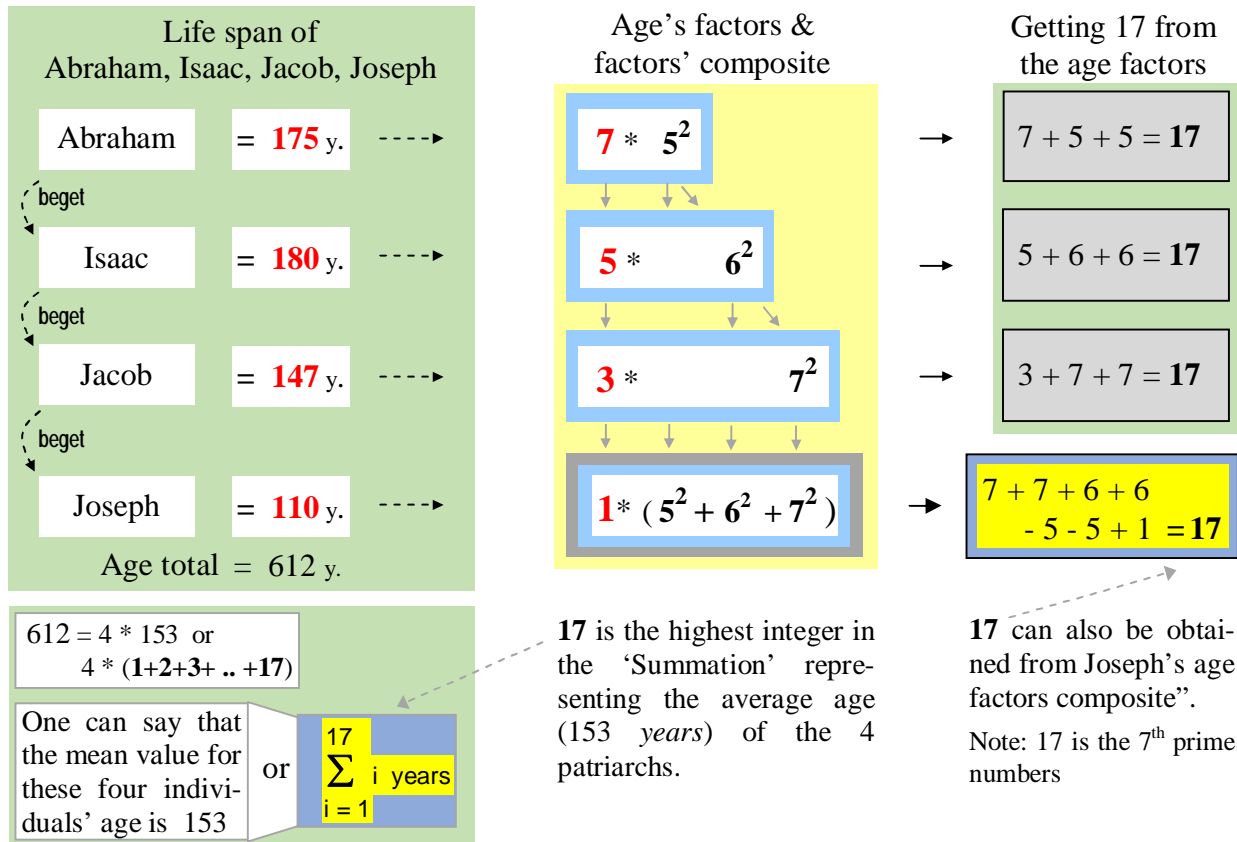 Life span of
Abraham, Isaac, Jacob, Joseph
Abraham = 175 y.
beget
Isaac = 180 y.
beget
Jacob = 147 y.
beget
Joseph = 110 y.
Age total = 612 y.
Age's factors &
factors' composite
7 * 5²
5 * 6²
3 * 7²
1* ( 5² + 6² + 7² )
Getting 17 from
the age factors
7 + 5 + 5 = 17
5 + 6 + 6 = 17
3 + 7 + 7 = 17
7 + 7 + 6 + 6
- 5 - 5 + 1 = 17
612 = 4 * 153 or
4 * (1+2+3+ .. +17)
One can say that
the mean value for
these four indivi-
duals' age is 153
or
17
Σ i years
i = 1
17 is the highest integer in
the ‘Summation’ repre-
senting the average age
(153 years) of the 4
patriarchs.
17 can also be obtai-
ned from Joseph's age
factors composite”.
Note: 17 is the 7th prime
numbers